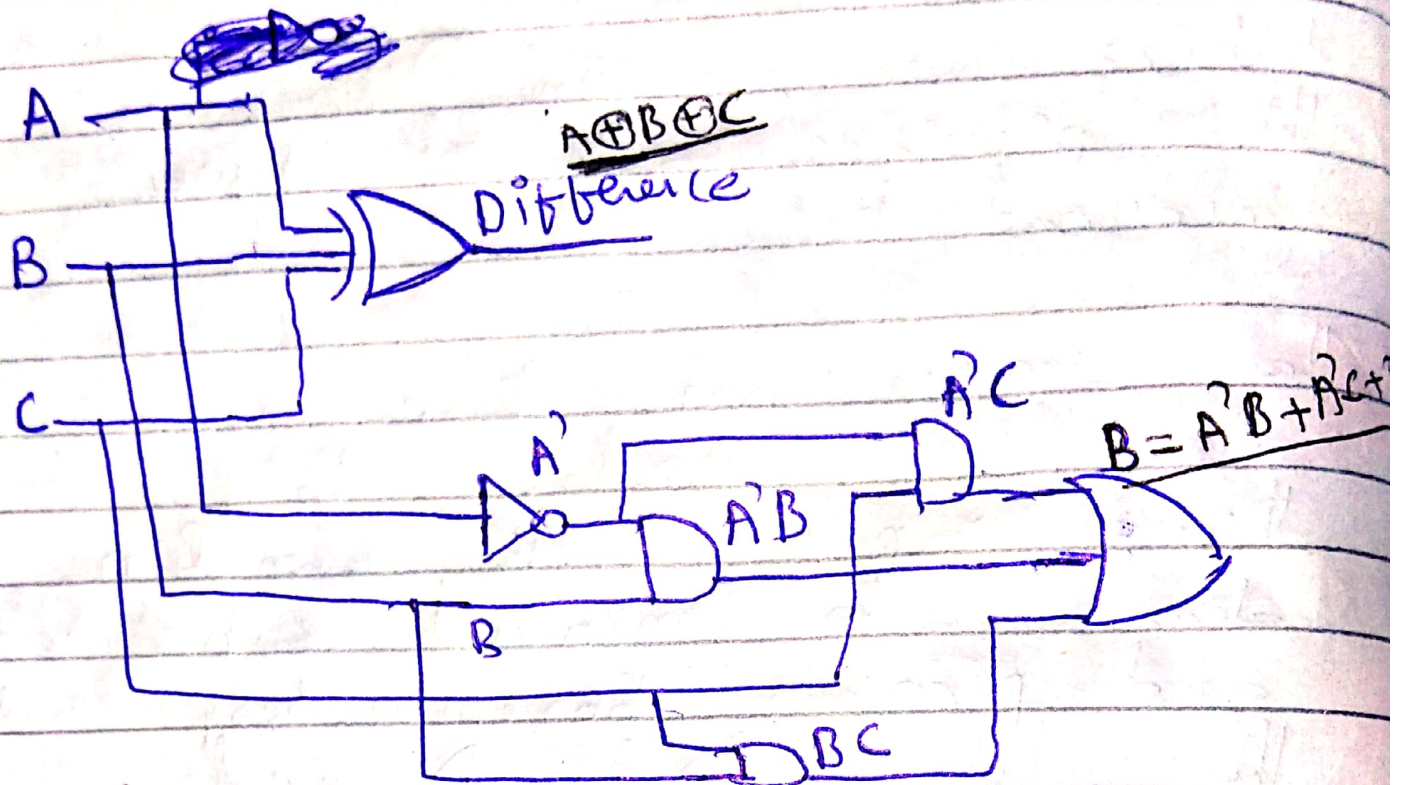 A
A⊕B⊕C
Difference
B
C
A'
A'C
B = A'B + A'C +
A'B
B
BC